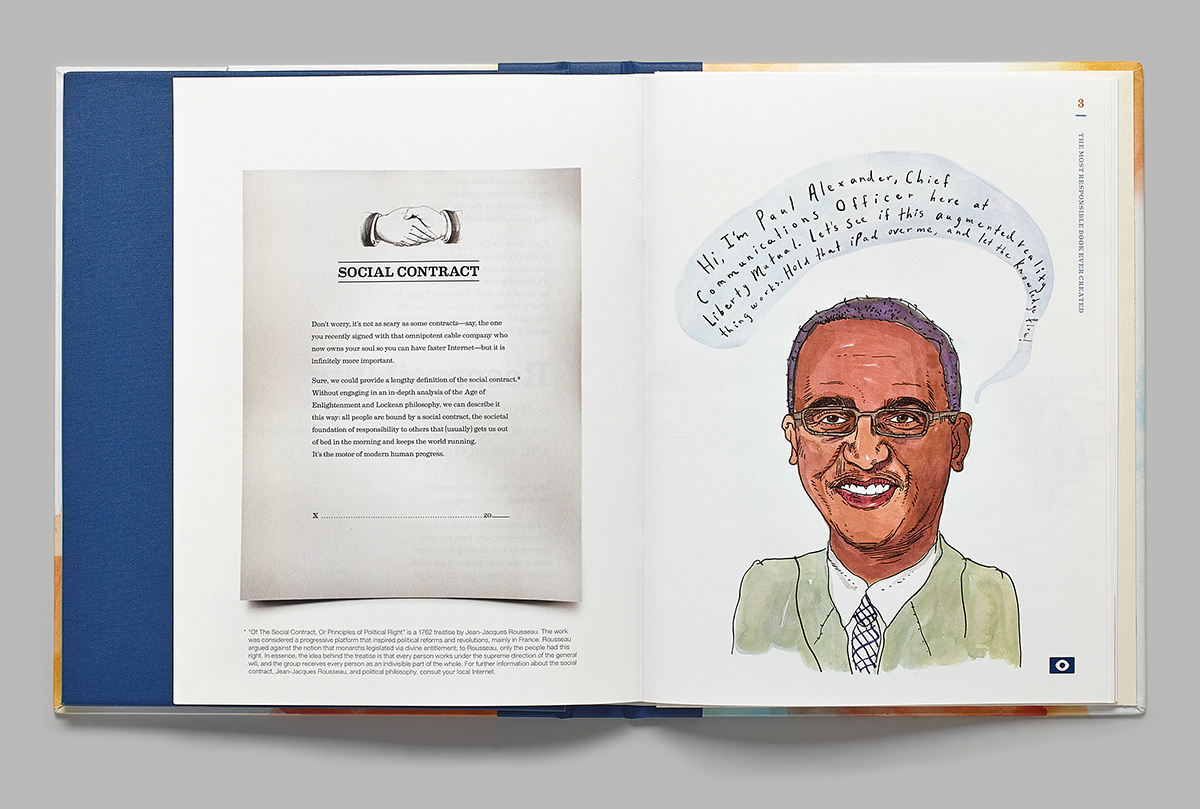 SOCIAL CONTRACT
Don't worry, it's not as scary as some contracts—say, the one
you recently signed with that omnipotent cable company who
now owns your soul so you can have faster Internet—but it is
infinitely more important.
Sure, we could provide a lengthy definition of the social contract.*
Without engaging in an in-depth analysis of the Age of
Enlightenment and Lockean philosophy, we can describe it
this way: all people are bound by a social contract, the societal
foundation of responsibility to others that (usually) gets us out
of bed in the morning and keeps the world running.
It's the motor of modern human progress.
X ........................................................ 20___
* "Of The Social Contract, Or Principles of Political Right" is a 1762 treatise by Jean-Jacques Rousseau. The work
was considered a progressive platform that inspired political reforms and revolutions, mainly in France. Rousseau
argued against the notion that monarchs legislated via divine entitlement; to Rousseau, only the people had this
right. In essence, the idea behind the treatise is that every person works under the supreme direction of the general
will, and the group receives every person as an indivisible part of the whole. For further information about the social
contract, Jean-Jacques Rousseau, and political philosophy, consult your local Internet.
3
THE MOST RESPONSIBLE BOOK EVER CREATED
Hi, I'm Paul Alexander, Chief
Communications Officer here at
Liberty Mutual. Let's see if this augmented reality
thing works. Hold that iPad over me, and let the knowledge flow!